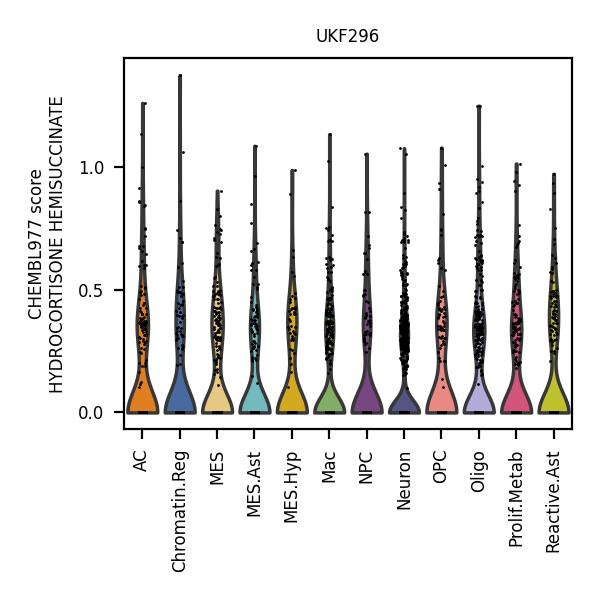 UKF296
CHEMBL977 score
HYDROCORTISONE HEMISUCCINATE
1.0
0.5
0.0
AC
Chromatin.Reg
MES
MES.Ast
MES.Hyp
Mac
NPC
Neuron
OPC
Oligo
Prolif.Metab
Reactive.Ast